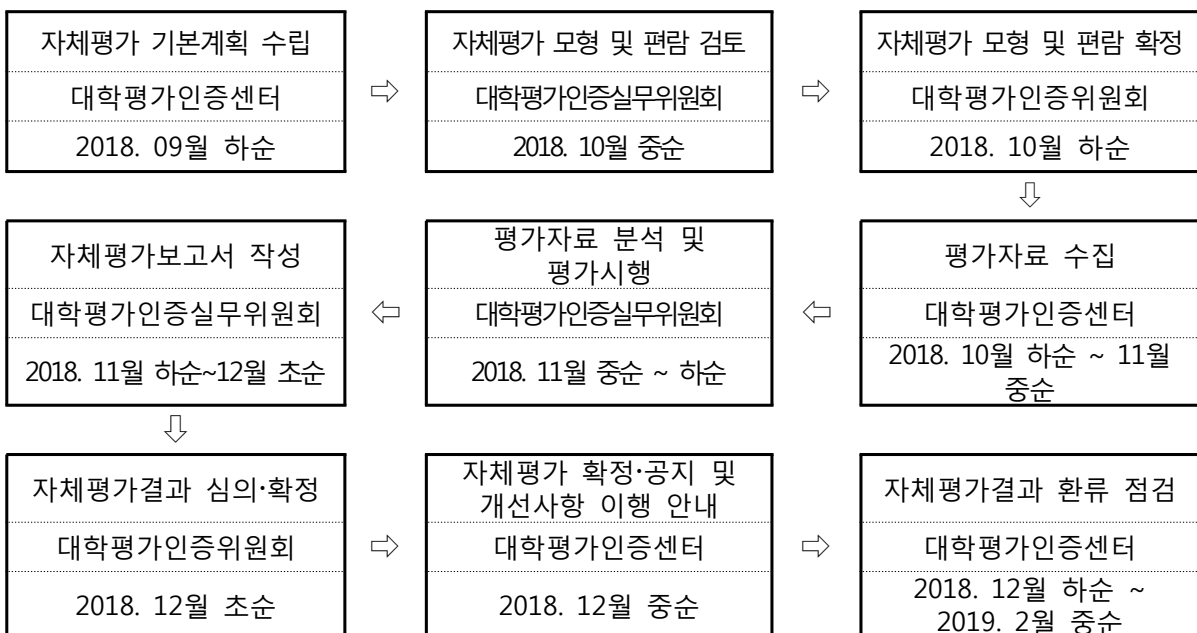 자체평가 기본계획 수립
대학평가인증센터
2018. 09월 하순
⇨
자체평가 모형 및 편람 검토
대학평가인증실무위원회
2018. 10월 중순
⇨
자체평가 모형 및 편람 확정
대학평가인증위원회
2018. 10월 하순
⇩
평가자료 수집
대학평가인증센터
2018. 10월 하순 ~ 11월
중순
⇦
평가자료 분석 및
평가시행
대학평가인증실무위원회
2018. 11월 중순 ~ 하순
⇦
자체평가보고서 작성
대학평가인증실무위원회
2018. 11월 하순~12월 초순
⇩
자체평가결과 심의·확정
대학평가인증위원회
2018. 12월 초순
⇨
자체평가 확정·공지 및
개선사항 이행 안내
대학평가인증센터
2018. 12월 중순
⇨
자체평가결과 환류 점검
대학평가인증센터
2018. 12월 하순 ~
2019. 2월 중순